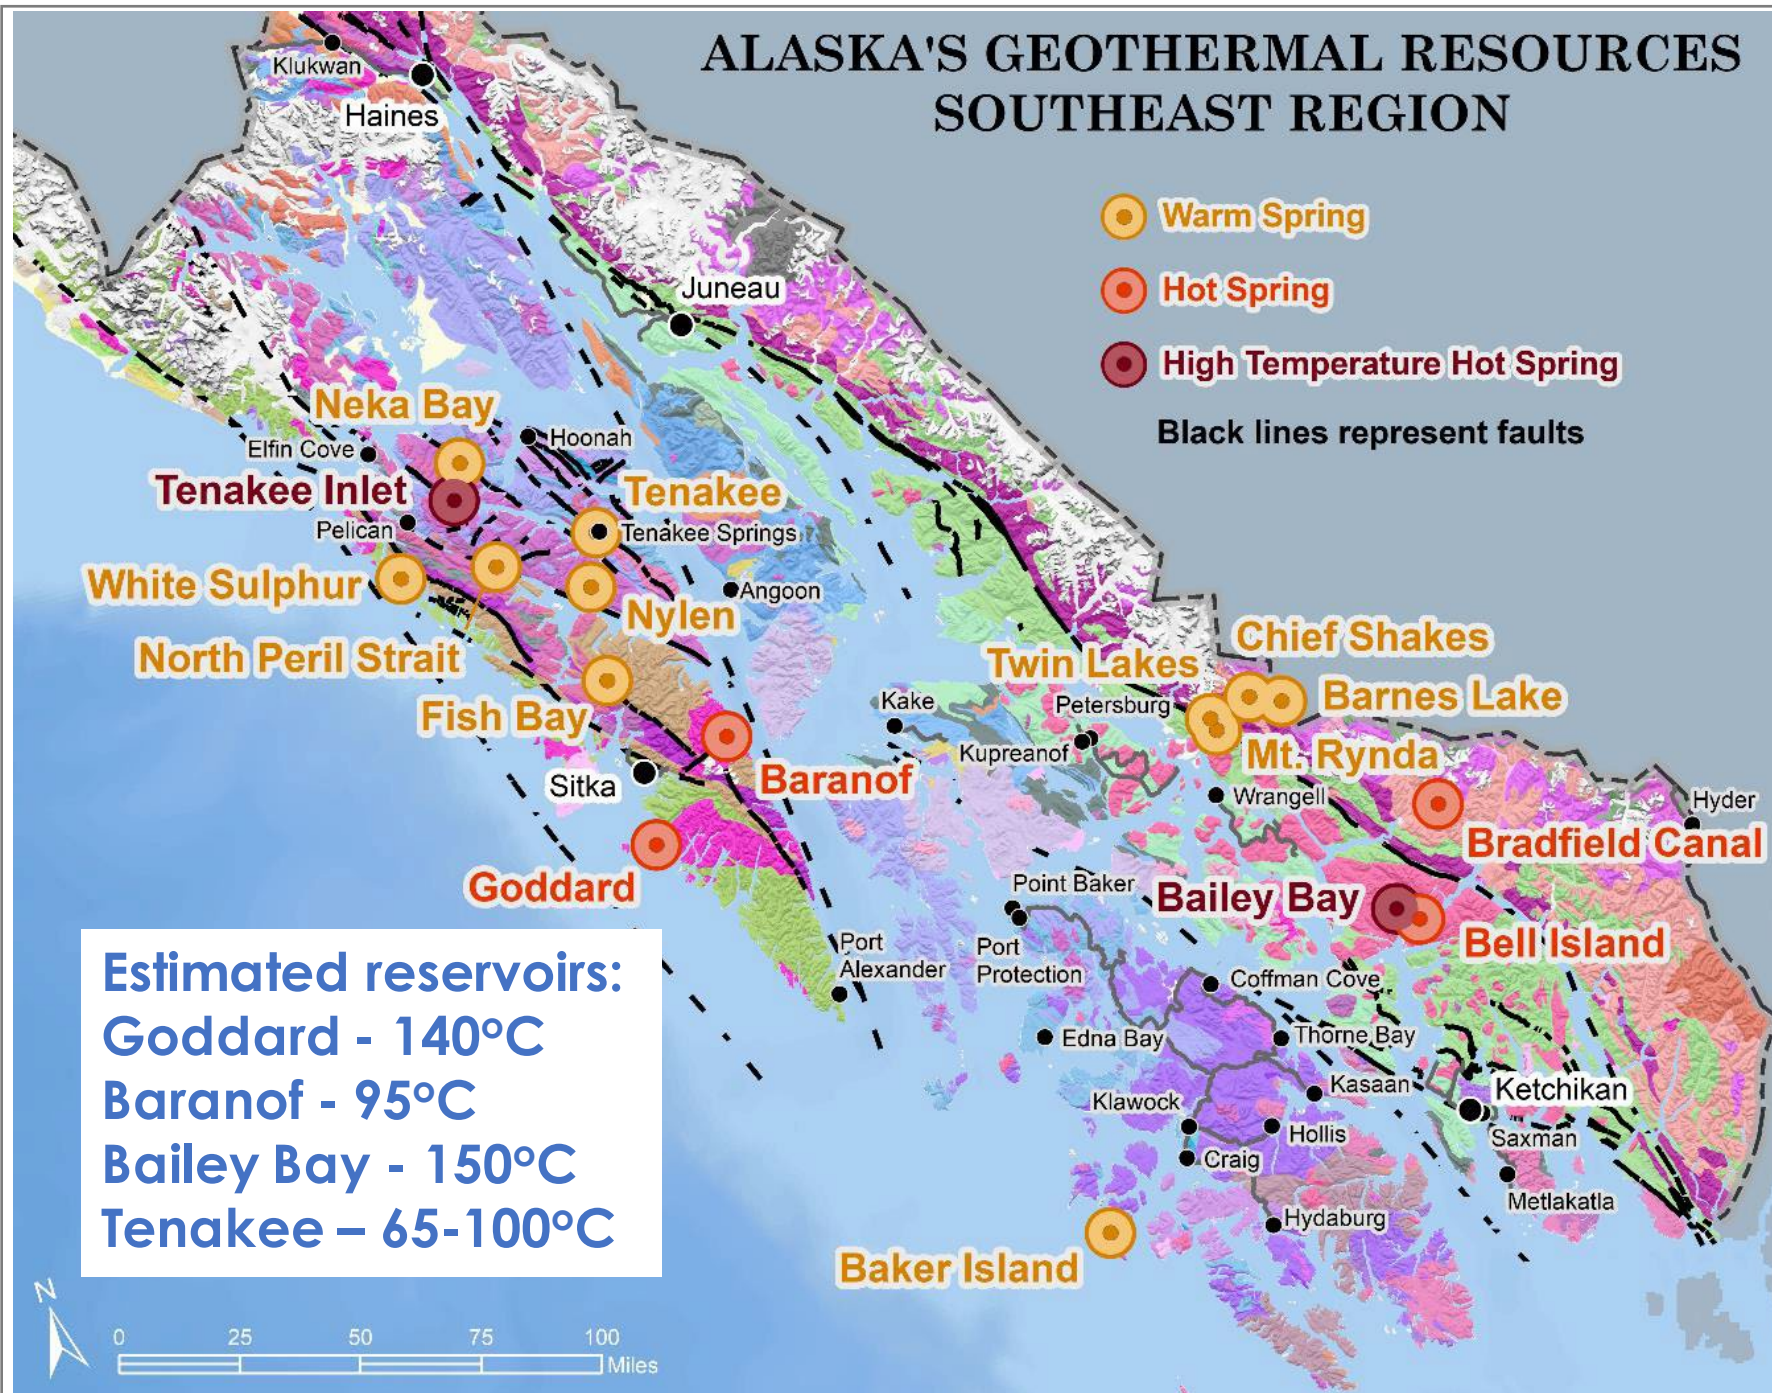 ALASKA'S GEOTHERMAL RESOURCES
SOUTHEAST REGION
Warm Spring
Hot Spring
High Temperature Hot Spring
Black lines represent faults
Klukwan
Haines
Juneau
Neka Bay
Hoonah
Elfin Cove
Tenakee Inlet
Tenakee
Pelican
Tenakee Springs
White Sulphur
Angoon
Nylen
North Peril Strait
Fish Bay
Chief Shakes
Twin Lakes
Barnes Lake
Kake
Petersburg
Kupreanof
Mt. Rynda
Sitka
Baranof
Wrangell
Hyder
Bradfield Canal
Goddard
Point Baker
Bailey Bay
Bell Island
Port
Alexander
Port
Protection
Coffman Cove
Edna Bay
Thorne Bay
Kasaan
Ketchikan
Klawock
Hollis
Saxman
Craig
Metlakatla
Hydaburg
Baker Island
Estimated reservoirs:
Goddard - 140°C
Baranof - 95°C
Bailey Bay - 150°C
Tenakee – 65-100°C
N
0 25 50 75 100
Miles